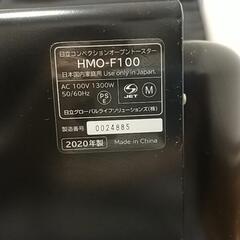 日立コンベクションオーブントースター
HMO-F100
日本国内家庭用 Use only in Japan.
AC 100V 1300W
50/60Hz
PS
E
JET
M
日立グローバルライフソリューションズ(株)
製造番号 0024885
2020年製 Made in China